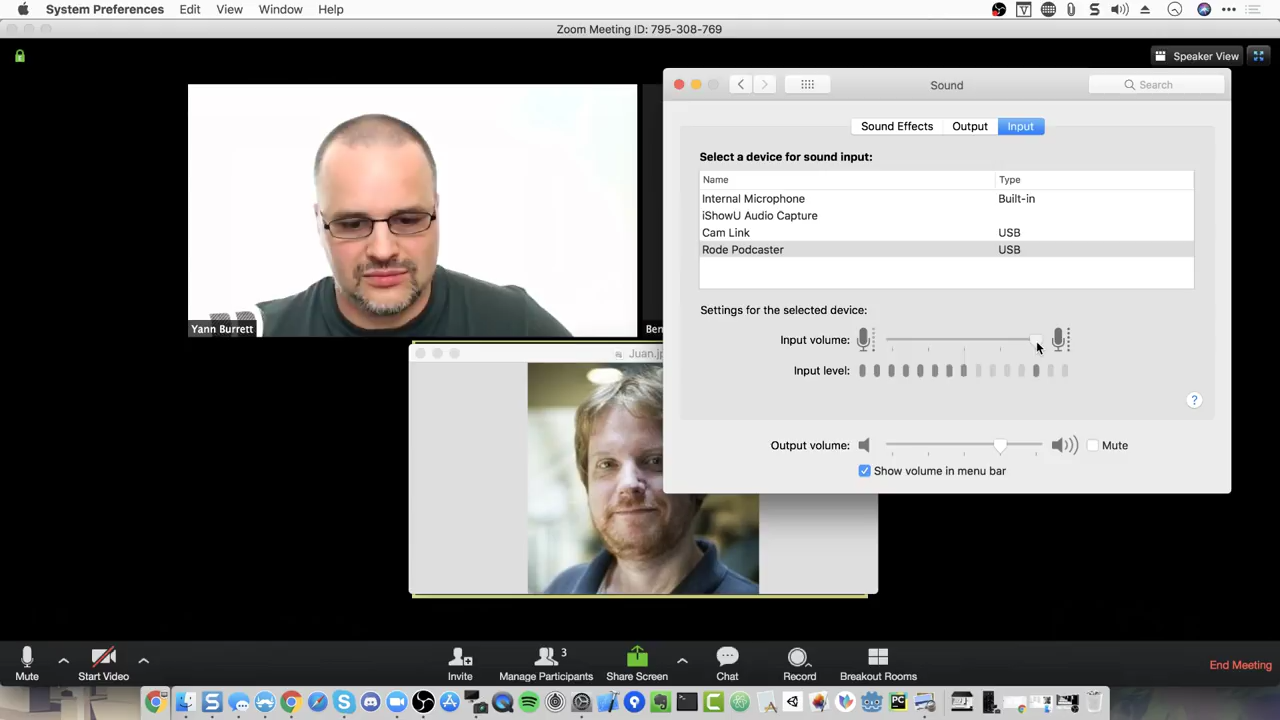 System Preferences Edit View Window Help
Zoom Meeting ID: 795-308-769
Speaker View
Sound
Search
Sound Effects Output Input
Select a device for sound input:
Name Type
Internal Microphone Built-in
iShowU Audio Capture
Cam Link USB
Rode Podcaster USB
Settings for the selected device:
Input volume:
Input level:
?
Output volume: Mute
Show volume in menu bar
Yann Burrett
Ben
Juan.jp
Mute
Start Video
Invite
3
Manage Participants
Share Screen
Chat
Record
Breakout Rooms
End Meeting